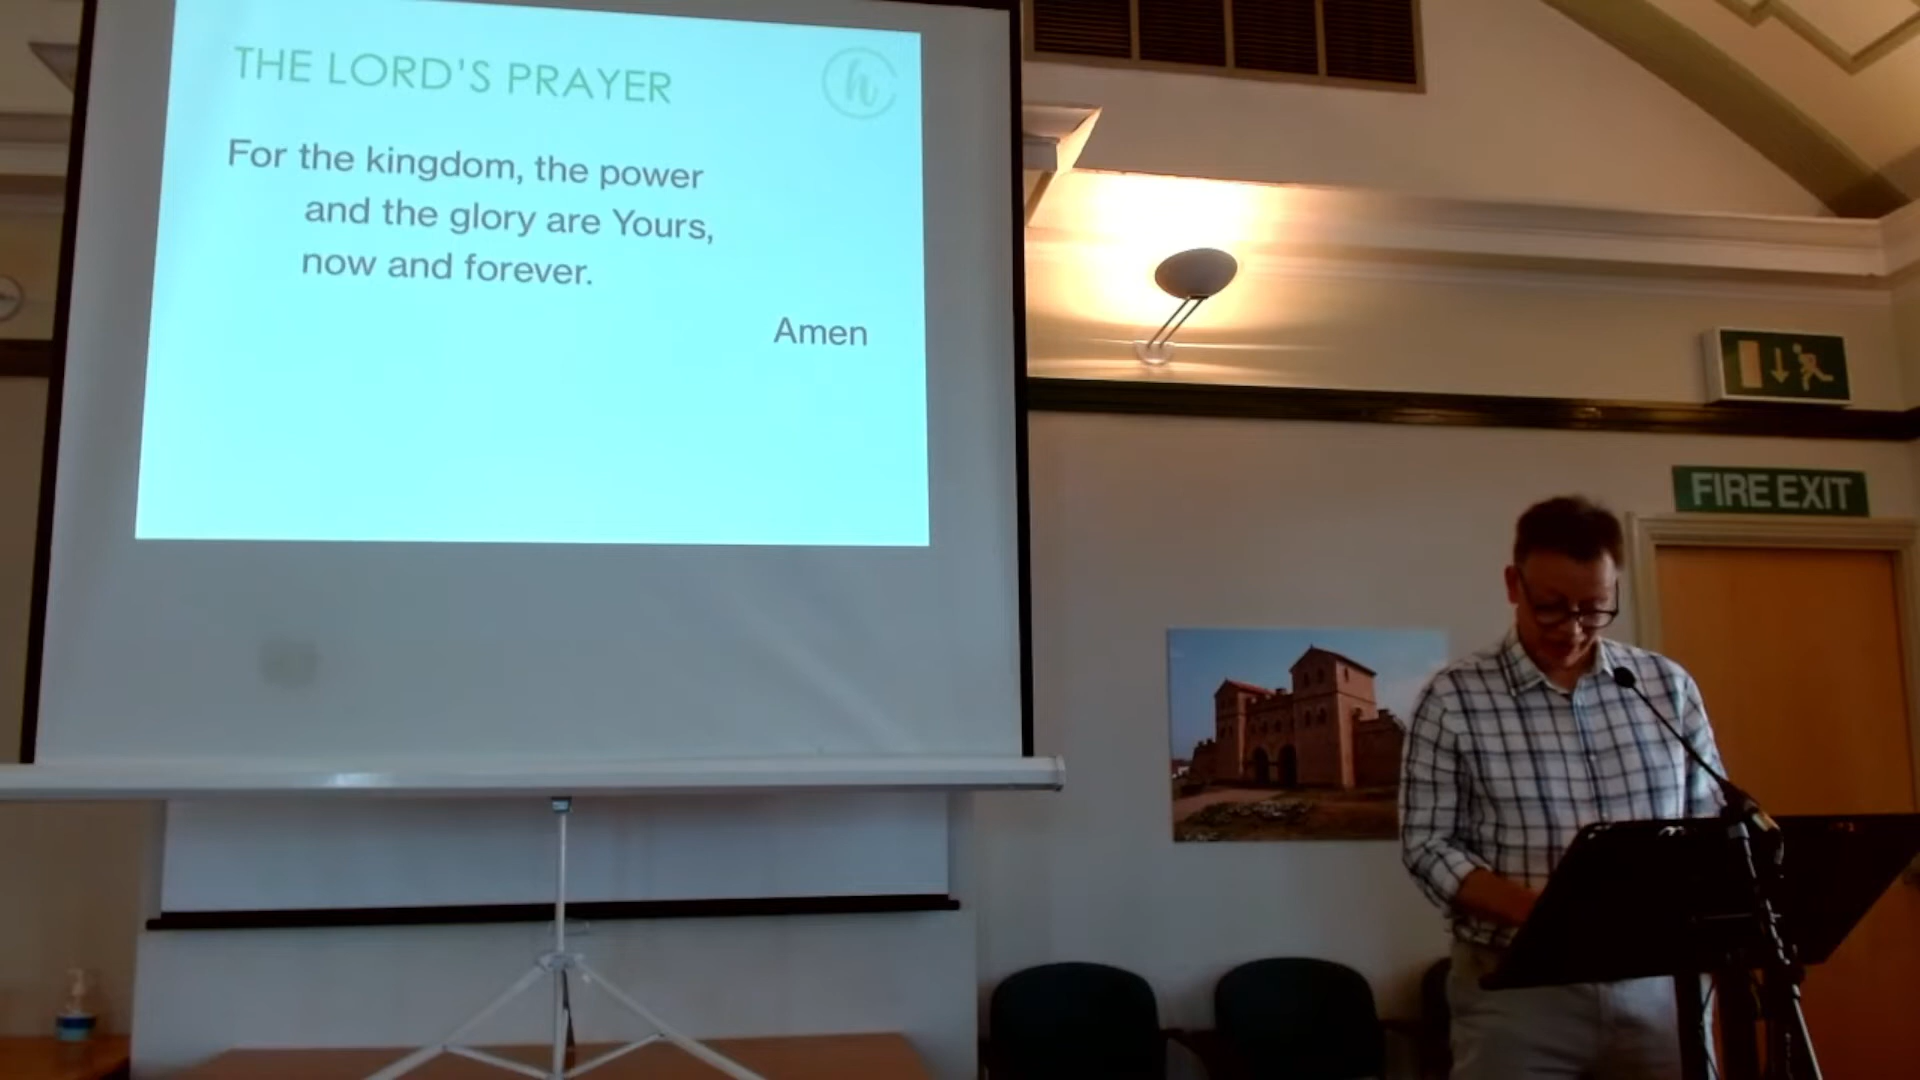 THE LORD'S PRAYER
h
For the kingdom, the power
and the glory are Yours,
now and forever.
Amen
FIRE EXIT